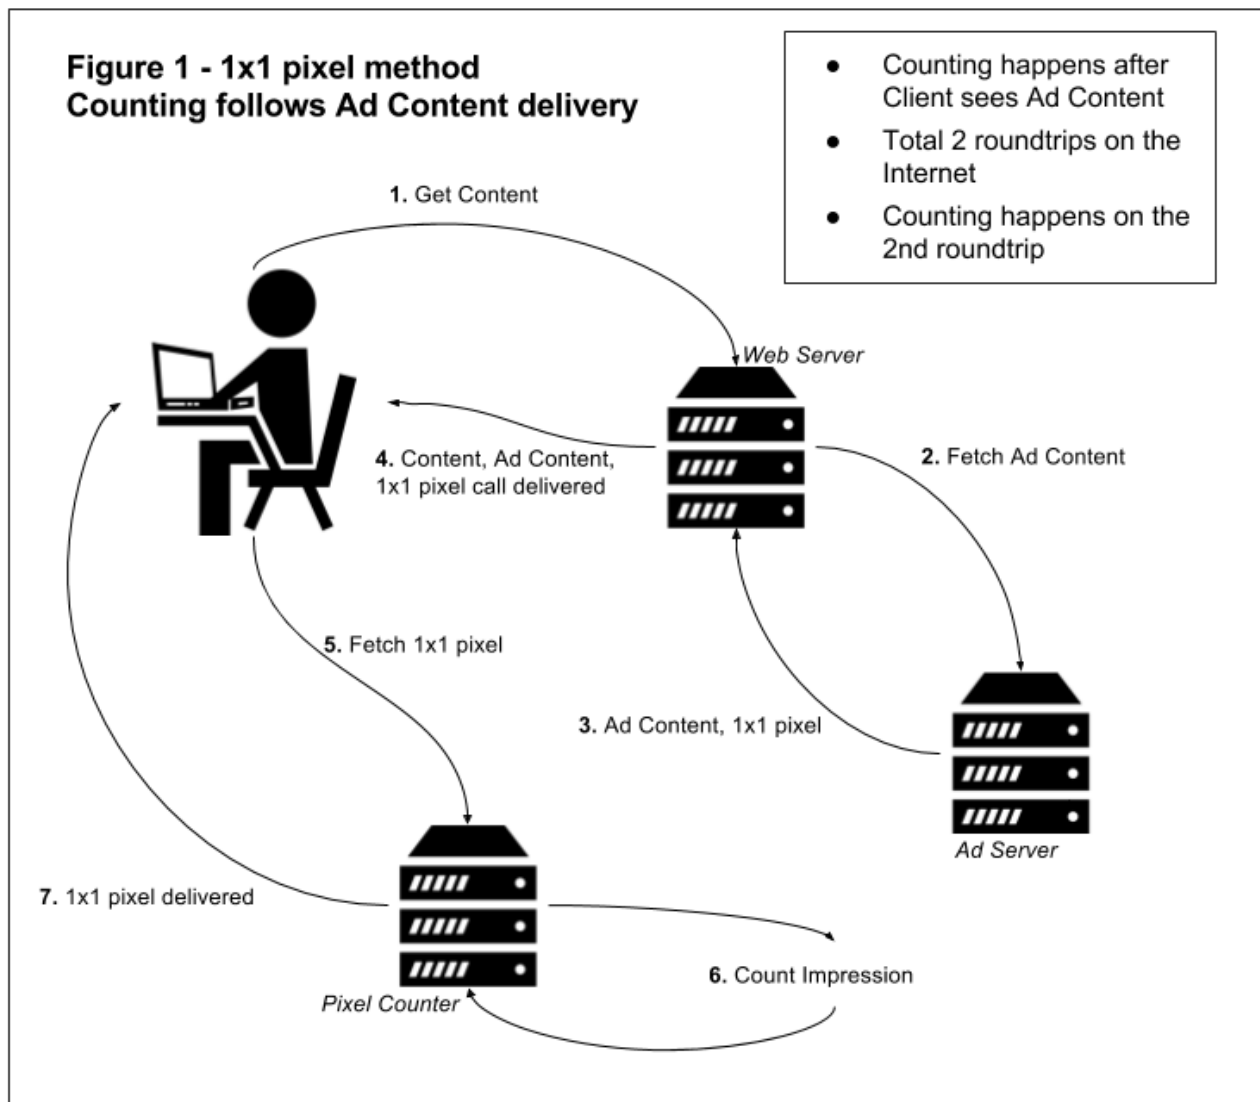 Figure 1 - 1x1 pixel method
Counting follows Ad Content delivery
● Counting happens after
Client sees Ad Content
● Total 2 roundtrips on the
Internet
● Counting happens on the
2nd roundtrip
1. Get Content
Web Server
2. Fetch Ad Content
4. Content, Ad Content,
1x1 pixel call delivered
5. Fetch 1x1 pixel
3. Ad Content, 1x1 pixel
Ad Server
7. 1x1 pixel delivered
6. Count Impression
Pixel Counter